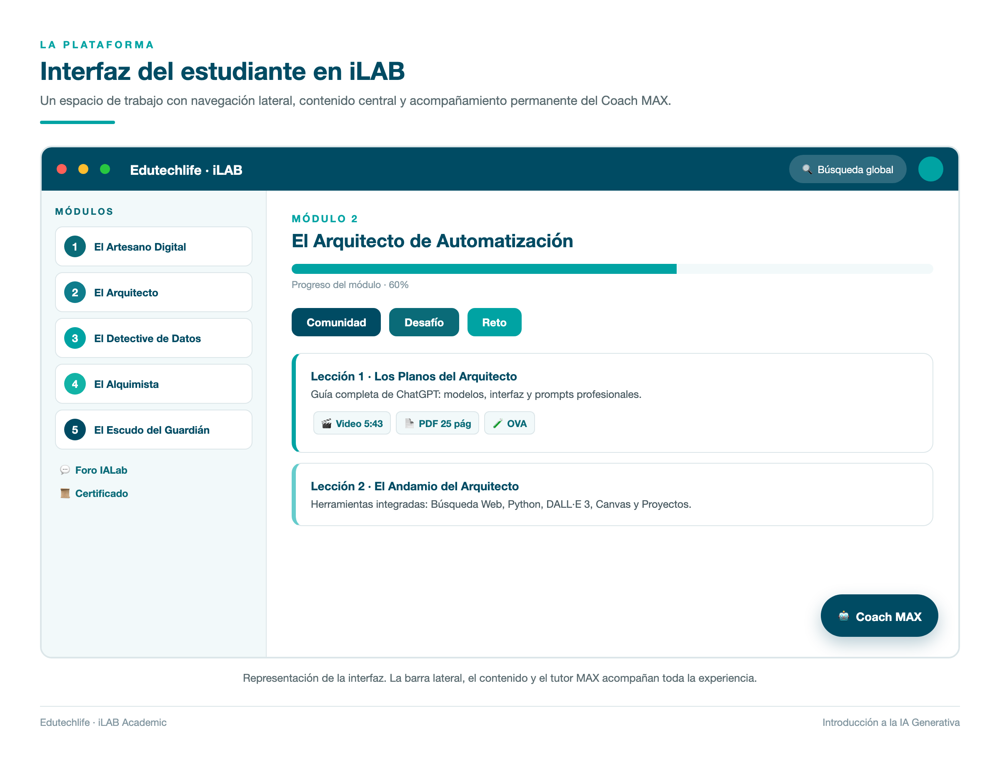 LA PLATAFORMA
Interfaz del estudiante en iLAB
Un espacio de trabajo con navegación lateral, contenido central y acompañamiento permanente del Coach MAX.
Edutechlife · iLAB
Búsqueda global
MÓDULOS
1 El Artesano Digital
2 El Arquitecto
3 El Detective de Datos
4 El Alquimista
5 El Escudo del Guardián
Foro IALab
Certificado
MÓDULO 2
El Arquitecto de Automatización
Progreso del módulo · 60%
Comunidad Desafío Reto
Lección 1 · Los Planos del Arquitecto
Guía completa de ChatGPT: modelos, interfaz y prompts profesionales.
Video 5:43 PDF 25 pág OVA
Lección 2 · El Andamio del Arquitecto
Herramientas integradas: Búsqueda Web, Python, DALL·E 3, Canvas y Proyectos.
Coach MAX
Representación de la interfaz. La barra lateral, el contenido y el tutor MAX acompañan toda la experiencia.
Edutechlife · iLAB Academic
Introducción a la IA Generativa